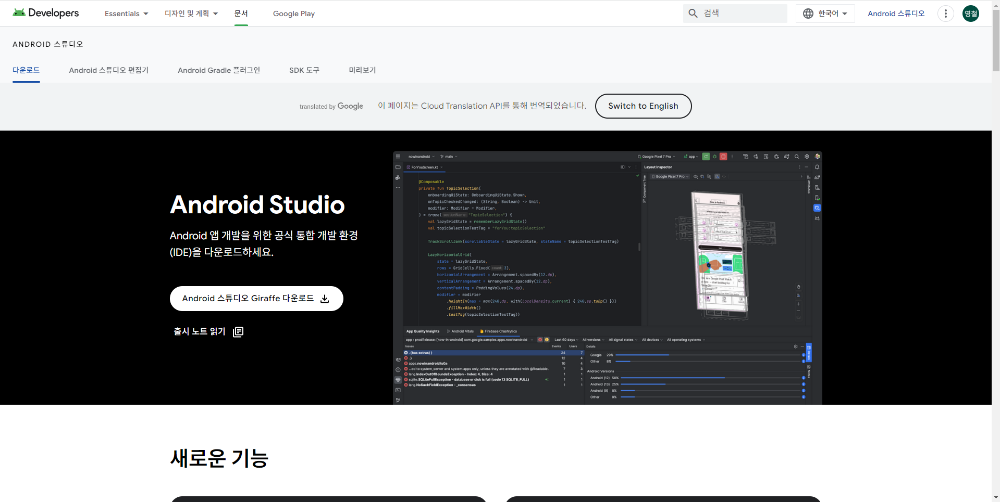 Developers
Essentials
디자인 및 계획
문서
Google Play
검색
한국어
Android 스튜디오
영철
ANDROID 스튜디오
다운로드
Android 스튜디오 편집기
Android Gradle 플러그인
SDK 도구
미리보기
translated by Google
이 페이지는 Cloud Translation API를 통해 번역되었습니다.
Switch to English
Android Studio
Android 앱 개발을 위한 공식 통합 개발 환경
(IDE)을 다운로드하세요.
Android 스튜디오 Giraffe 다운로드
출시 노트 읽기
nowinandroid
main
Google Pixel 7 Pro
app
ForYouScreen.kt
Layout Inspector
Google Pixel 7 Pro
Component Tree
Attributes
@Composable
private fun TopicSelection(
onboardingUiState: OnboardingUiState.Shown,
onTopicCheckedChanged: (String, Boolean) -> Unit,
modifier: Modifier = Modifier,
) = trace( sectionName: "TopicSelection") {
val lazyGridState = rememberLazyGridState()
val topicSelectionTestTag = "forYou:topicSelection"
TrackScrollJank(scrollableState = lazyGridState, stateName = topicSelectionTestTag)
LazyHorizontalGrid(
state = lazyGridState,
rows = GridCells.Fixed( count: 3),
horizontalArrangement = Arrangement.spacedBy(12.dp),
verticalArrangement = Arrangement.spacedBy(12.dp),
contentPadding = PaddingValues(24.dp),
modifier = modifier
.heightIn(max = max(240.dp, with(LocalDensity.current) { 240.sp.toDp() }))
.fillMaxWidth()
.testTag(topicSelectionTestTag))
App Quality Insights
Android Vitals
Firebase Crashlytics
app › prodRelease: [now-in-android] com.google.samples.apps.nowinandroid
Last 60 days
All versions
All signal states
All devices
All operating systems
Issues Events Users
Details
. (has extras) } 24 7
.} 12 4
apps.nowinandroid/u0a 10 4
...ed to system_server and system apps only, unless they are annotated with @Readable. 7 3
lang.IndexOutOfBoundsException - Index: 4, Size: 4 1 1
sqlite.SQLiteFullException - database or disk is full (code 13 SQLITE_FULL) 1 1
lang.NoSuchFieldException - _consensus 1 1
Google 29%
Other 8%
Android Versions
Android (12) 58%
Android (13) 25%
Android (9) 8%
Other 8%
Details
Notes
새로운 기능